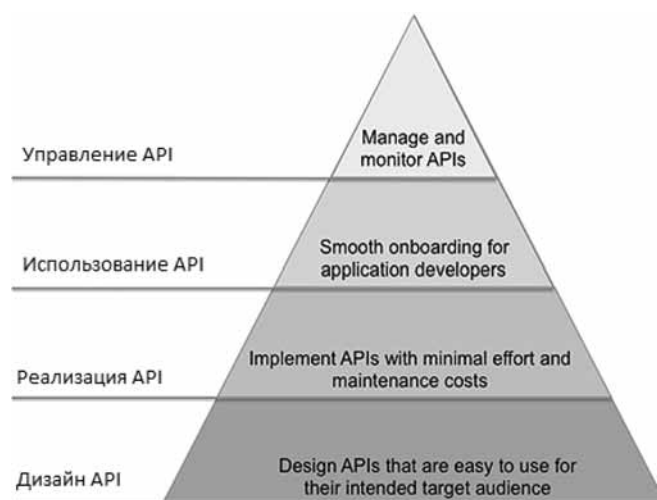 Управление API
Manage and
monitor APIs
Использование API
Smooth onboarding for
application developers
Реализация API
Implement APIs with minimal effort and
maintenance costs
Дизайн API
Design APIs that are easy to use for
their intended target audience